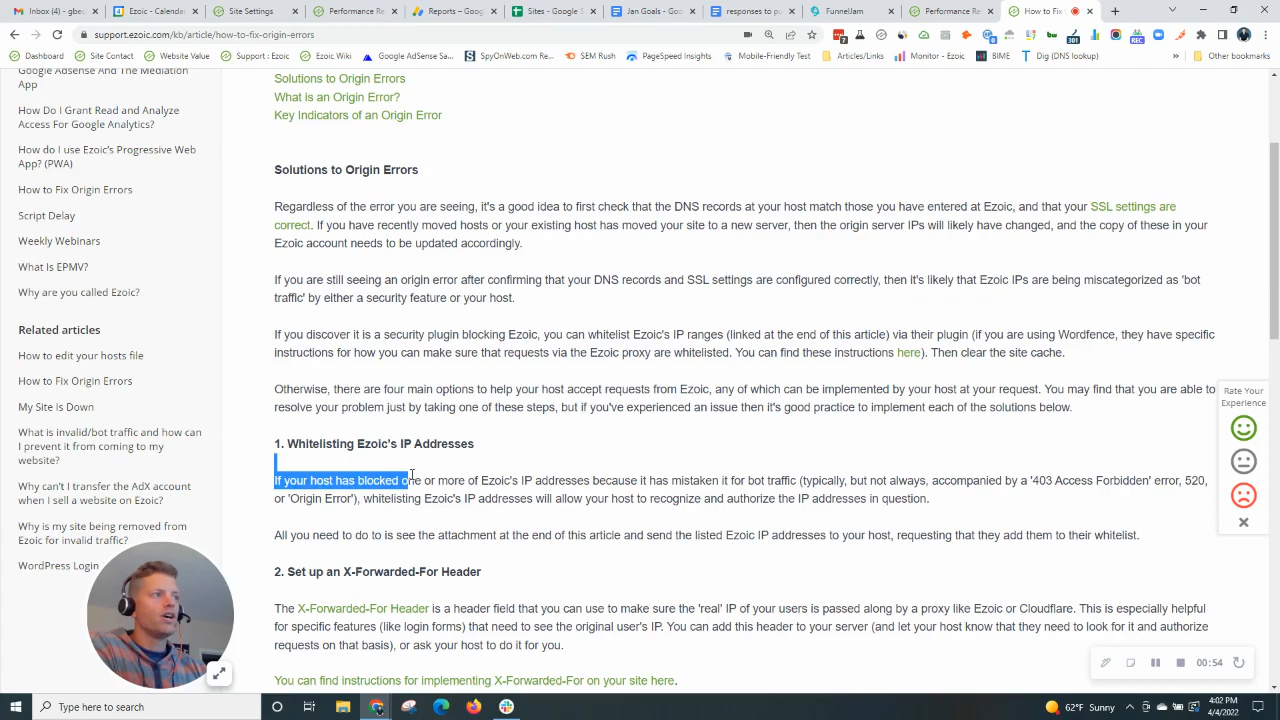 Inbox (40) - gbe
Ezoic - Calendar
Site Settings
Performance Re
Reports – Goog
Sites - Google S
Jan Goals - Goo
responses to pu
FunnelJam
Performance Re
How to Fix
support.ezoic.com/kb/article/how-to-fix-origin-errors
Dashboard
Site Contact
Website Value
Support : Ezoic
Ezoic Wiki
Google AdSense Sa...
SpyOnWeb.com Re...
SEM Rush
PageSpeed Insights
Mobile-Friendly Test
Articles/Links
Monitor - Ezoic
BIME
Dig (DNS lookup)
»
Other bookmarks
Google Adsense And The Mediation
App
How Do I Grant Read and Analyze
Access For Google Analytics?
How do I use Ezoic's Progressive Web
App? (PWA)
How to Fix Origin Errors
Script Delay
Weekly Webinars
What Is EPMV?
Why are you called Ezoic?
Related articles
How to edit your hosts file
How to Fix Origin Errors
My Site Is Down
What is invalid/bot traffic and how can
I prevent it from coming to my
website?
Why can't I transfer the AdX account
when I sell a website on Ezoic?
Why is my site being removed from
Ezoic for invalid traffic?
WordPress Login
Solutions to Origin Errors
What is an Origin Error?
Key Indicators of an Origin Error
Solutions to Origin Errors
Regardless of the error you are seeing, it's a good idea to first check that the DNS records at your host match those you have entered at Ezoic, and that your SSL settings are
correct. If you have recently moved hosts or your existing host has moved your site to a new server, then the origin server IPs will likely have changed, and the copy of these in your
Ezoic account needs to be updated accordingly.
If you are still seeing an origin error after confirming that your DNS records and SSL settings are configured correctly, then it's likely that Ezoic IPs are being miscategorized as 'bot
traffic' by either a security feature or your host.
If you discover it is a security plugin blocking Ezoic, you can whitelist Ezoic's IP ranges (linked at the end of this article) via their plugin (if you are using Wordfence, they have specific
instructions for how you can make sure that requests via the Ezoic proxy are whitelisted. You can find these instructions here). Then clear the site cache.
Otherwise, there are four main options to help your host accept requests from Ezoic, any of which can be implemented by your host at your request. You may find that you are able to
resolve your problem just by taking one of these steps, but if you've experienced an issue then it's good practice to implement each of the solutions below.
1. Whitelisting Ezoic's IP Addresses
If your host has blocked one or more of Ezoic's IP addresses because it has mistaken it for bot traffic (typically, but not always, accompanied by a '403 Access Forbidden' error, 520,
or 'Origin Error'), whitelisting Ezoic's IP addresses will allow your host to recognize and authorize the IP addresses in question.
All you need to do to is see the attachment at the end of this article and send the listed Ezoic IP addresses to your host, requesting that they add them to their whitelist.
2. Set up an X-Forwarded-For Header
The X-Forwarded-For Header is a header field that you can use to make sure the 'real' IP of your users is passed along by a proxy like Ezoic or Cloudflare. This is especially helpful
for specific features (like login forms) that need to see the original user's IP. You can add this header to your server (and let your host know that they need to look for it and authorize
requests on that basis), or ask your host to do it for you.
You can find instructions for implementing X-Forwarded-For on your site here.
Rate Your
Experience
00:54
Type here to search
62°F Sunny
4:02 PM
4/4/2022